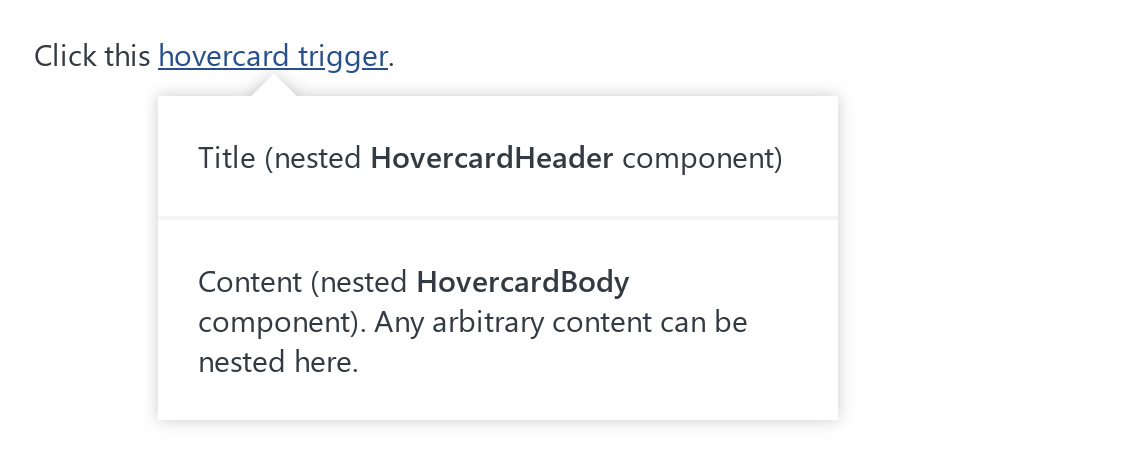 Click this hovercard trigger.
Title (nested HovercardHeader component)
Content (nested HovercardBody
component). Any arbitrary content can be
nested here.